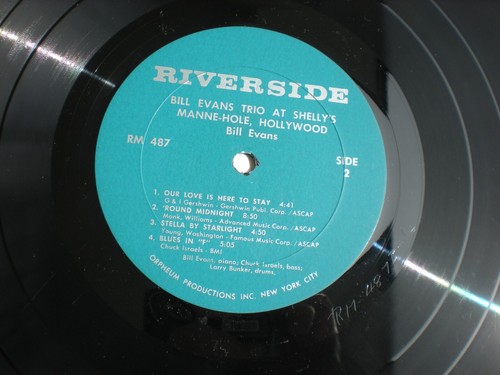 RIVERSIDE
BILL EVANS TRIO AT SHELLY'S
MANNE-HOLE, HOLLYWOOD
Bill Evans
RM 487
SIDE
2
1. OUR LOVE IS HERE TO STAY 4:41
G & I Gershwin - Gershwin Publ. Corp. /ASCAP
2. 'ROUND MIDNIGHT 8:50
Monk, Williams - Advanced Music Corp. /ASCAP
3. STELLA BY STARLIGHT 4:50
Young, Washington - Famous Music Corp. /ASCAP
4. BLUES IN "F" 5:05
Chuck Israels - BMI
Bill Evans, piano; Chuck Israels, bass;
Larry Bunker, drums.
ORPHEUM PRODUCTIONS INC. NEW YORK CITY
RM-487